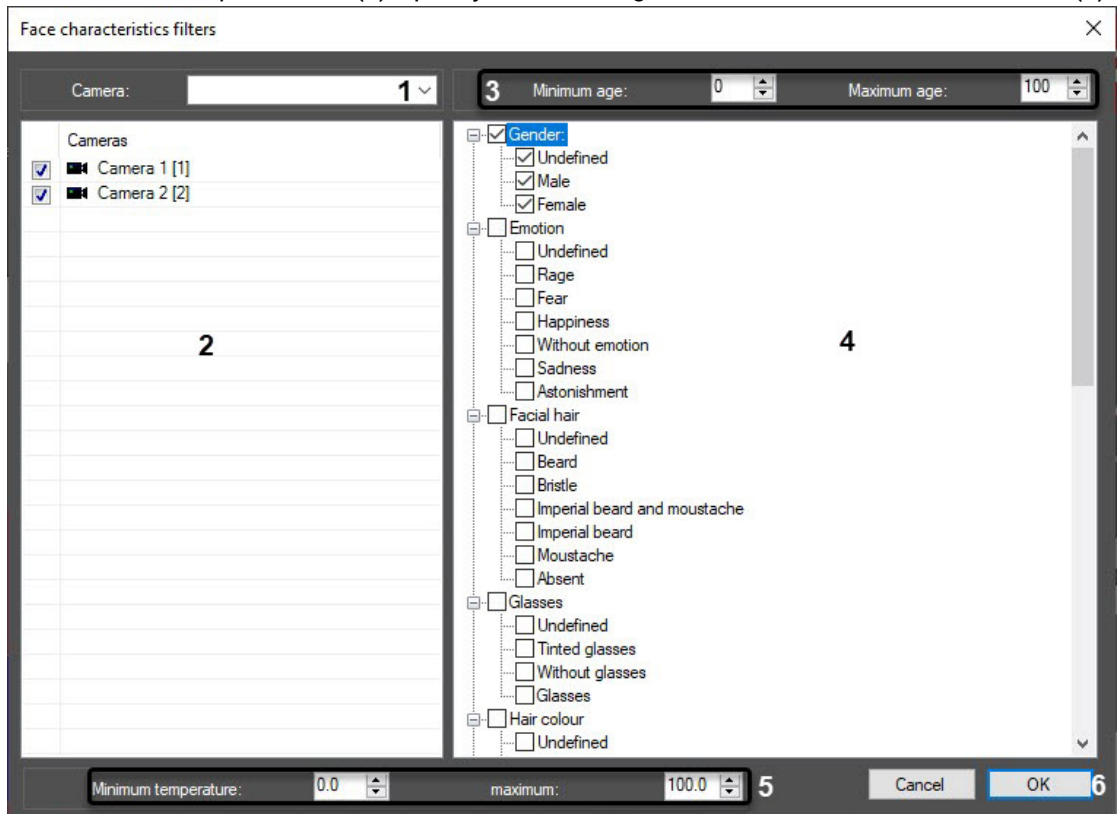 Face characteristics filters
Camera: 1 3 Minimum age: 0 Maximum age: 100
Cameras
Camera 1 [1]
Camera 2 [2]
2
Gender:
Undefined
Male
Female
Emotion
Undefined
Rage
Fear
Happiness
Without emotion
4
Sadness
Astonishment
Facial hair
Undefined
Beard
Bristle
Imperial beard and moustache
Imperial beard
Moustache
Absent
Glasses
Undefined
Tinted glasses
Without glasses
Glasses
Hair colour
Undefined
Minimum temperature: 0.0 maximum: 100.0 5 Cancel OK 6